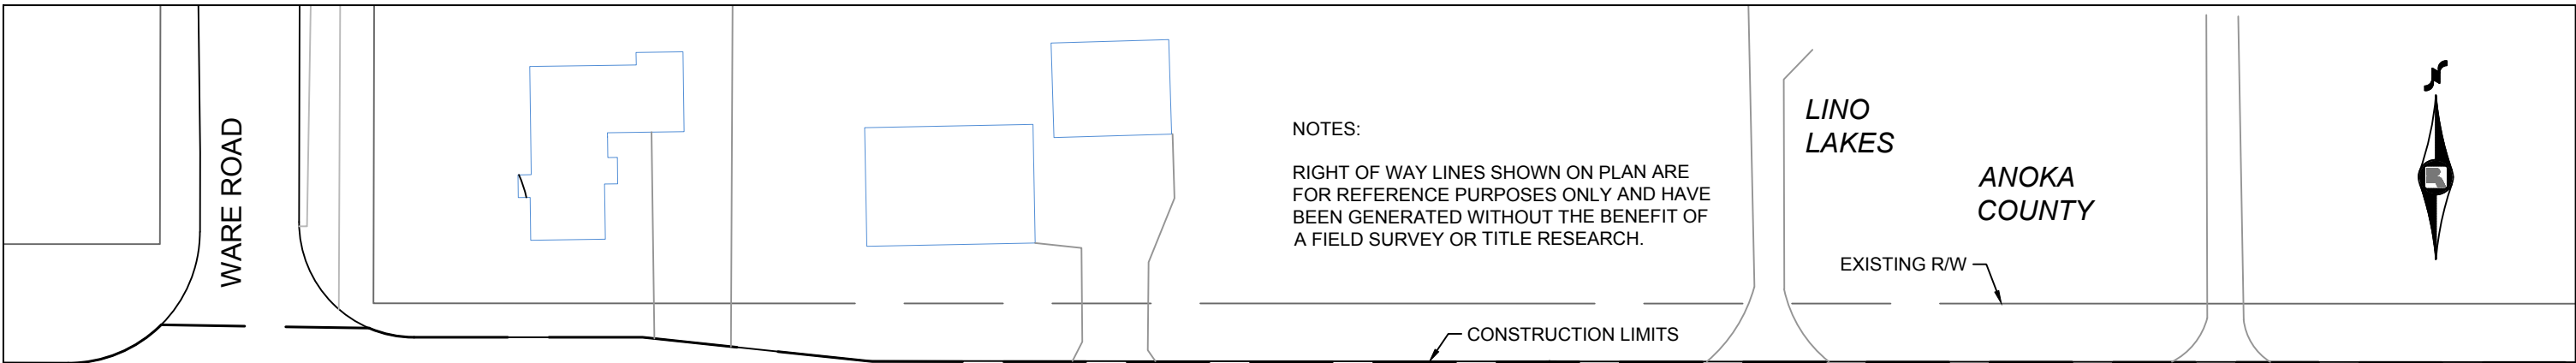 WARE ROAD
NOTES:
RIGHT OF WAY LINES SHOWN ON PLAN ARE
FOR REFERENCE PURPOSES ONLY AND HAVE
BEEN GENERATED WITHOUT THE BENEFIT OF
A FIELD SURVEY OR TITLE RESEARCH.
LINO
LAKES
ANOKA
COUNTY
EXISTING R/W
CONSTRUCTION LIMITS
N
R